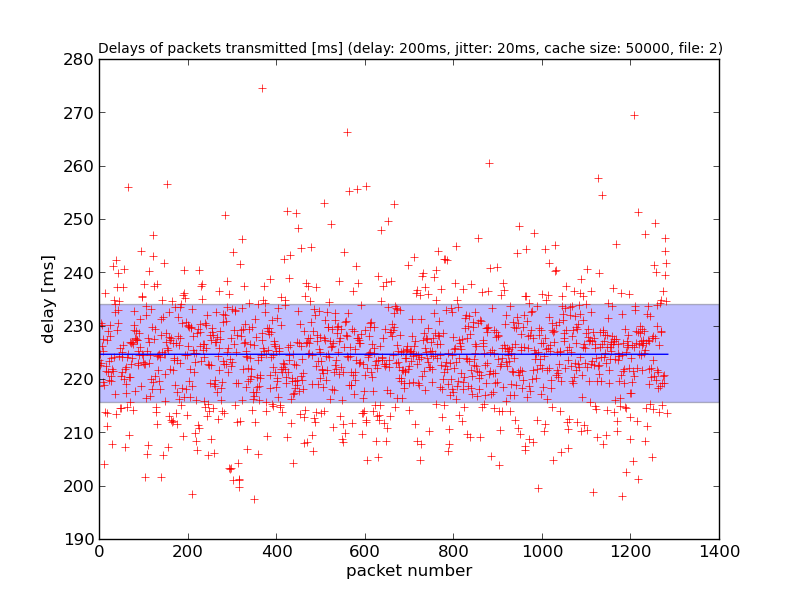 Delays of packets transmitted [ms] (delay: 200ms, jitter: 20ms, cache size: 50000, file: 2)
280
270
260
250
240
230
220
210
200
190
delay [ms]
0 200 400 600 800 1000 1200 1400
packet number